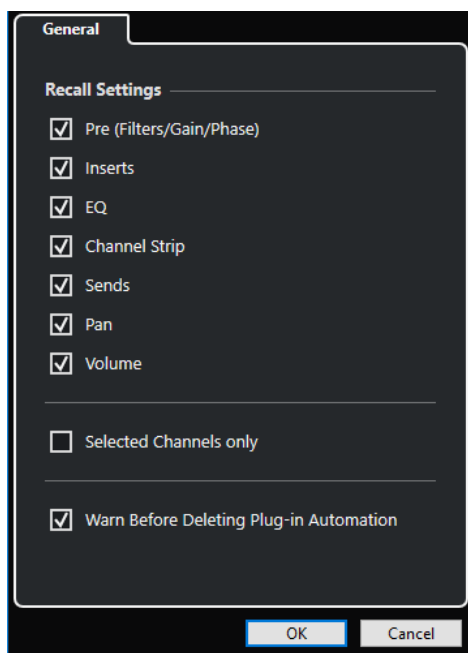 General
Recall Settings
Pre (Filters/Gain/Phase)
Inserts
EQ
Channel Strip
Sends
Pan
Volume
Selected Channels only
Warn Before Deleting Plug-in Automation
OK Cancel